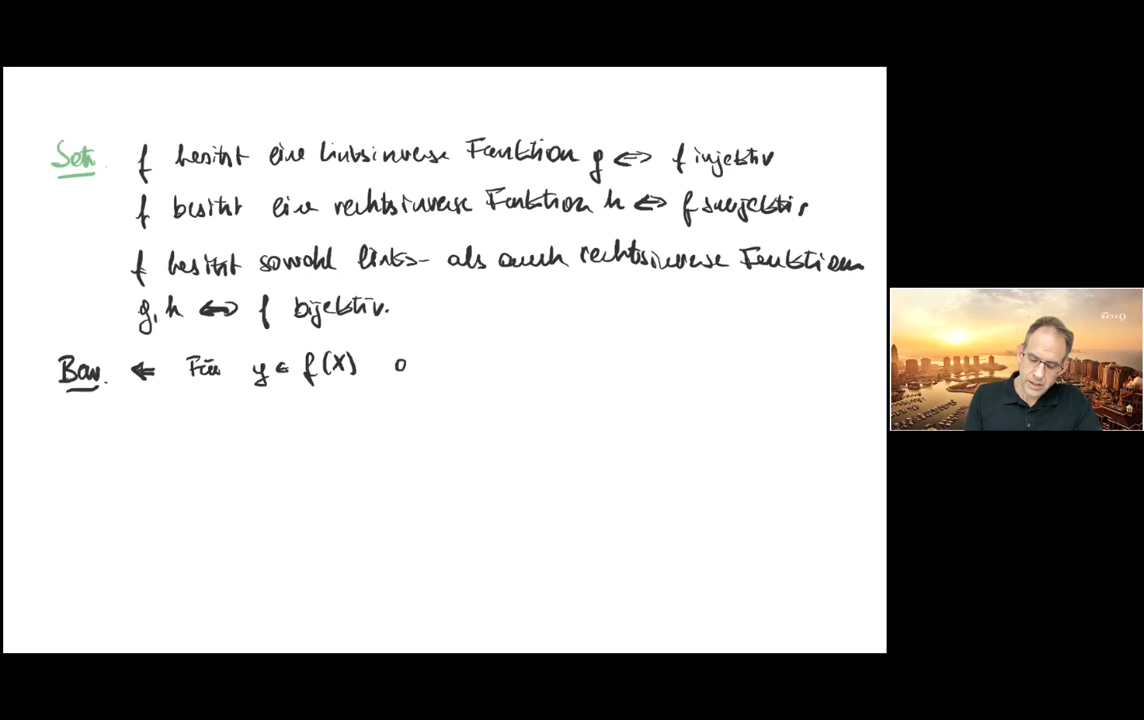 Satz. f besitzt eine linksinverse Funktion g ⇔ f injektiv
f besitzt eine rechtsinverse Funktion h ⇔ f surjektiv
f besitzt sowohl links- als auch rechtsinverse Funktionen
g, h ⇔ f bijektiv.
Bew. ⇐ Für y ∈ f(X) o